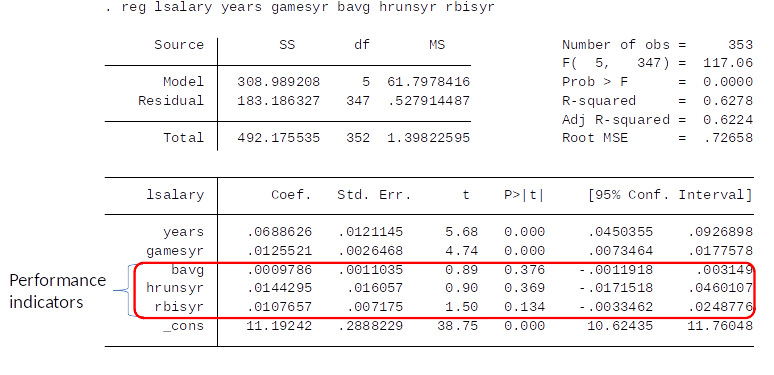 . reg lsalary years gamesyr bavg hrunsyr rbisyr
Source SS df MS Number of obs = 353
F( 5, 347) = 117.06
Model 308.989208 5 61.7978416 Prob > F = 0.0000
Residual 183.186327 347 .527914487 R-squared = 0.6278
Adj R-squared = 0.6224
Total 492.175535 352 1.39822595 Root MSE = .72658
lsalary Coef. Std. Err. t P>|t| [95% Conf. Interval]
years .0688626 .0121145 5.68 0.000 .0450355 .0926898
gamesyr .0125521 .0026468 4.74 0.000 .0073464 .0177578
bavg .0009786 .0011035 0.89 0.376 -.0011918 .003149
hrunsyr .0144295 .016057 0.90 0.369 -.0171518 .0460107
rbisyr .0107657 .007175 1.50 0.134 -.0033462 .0248776
_cons 11.19242 .2888229 38.75 0.000 10.62435 11.76048
Performance
indicators